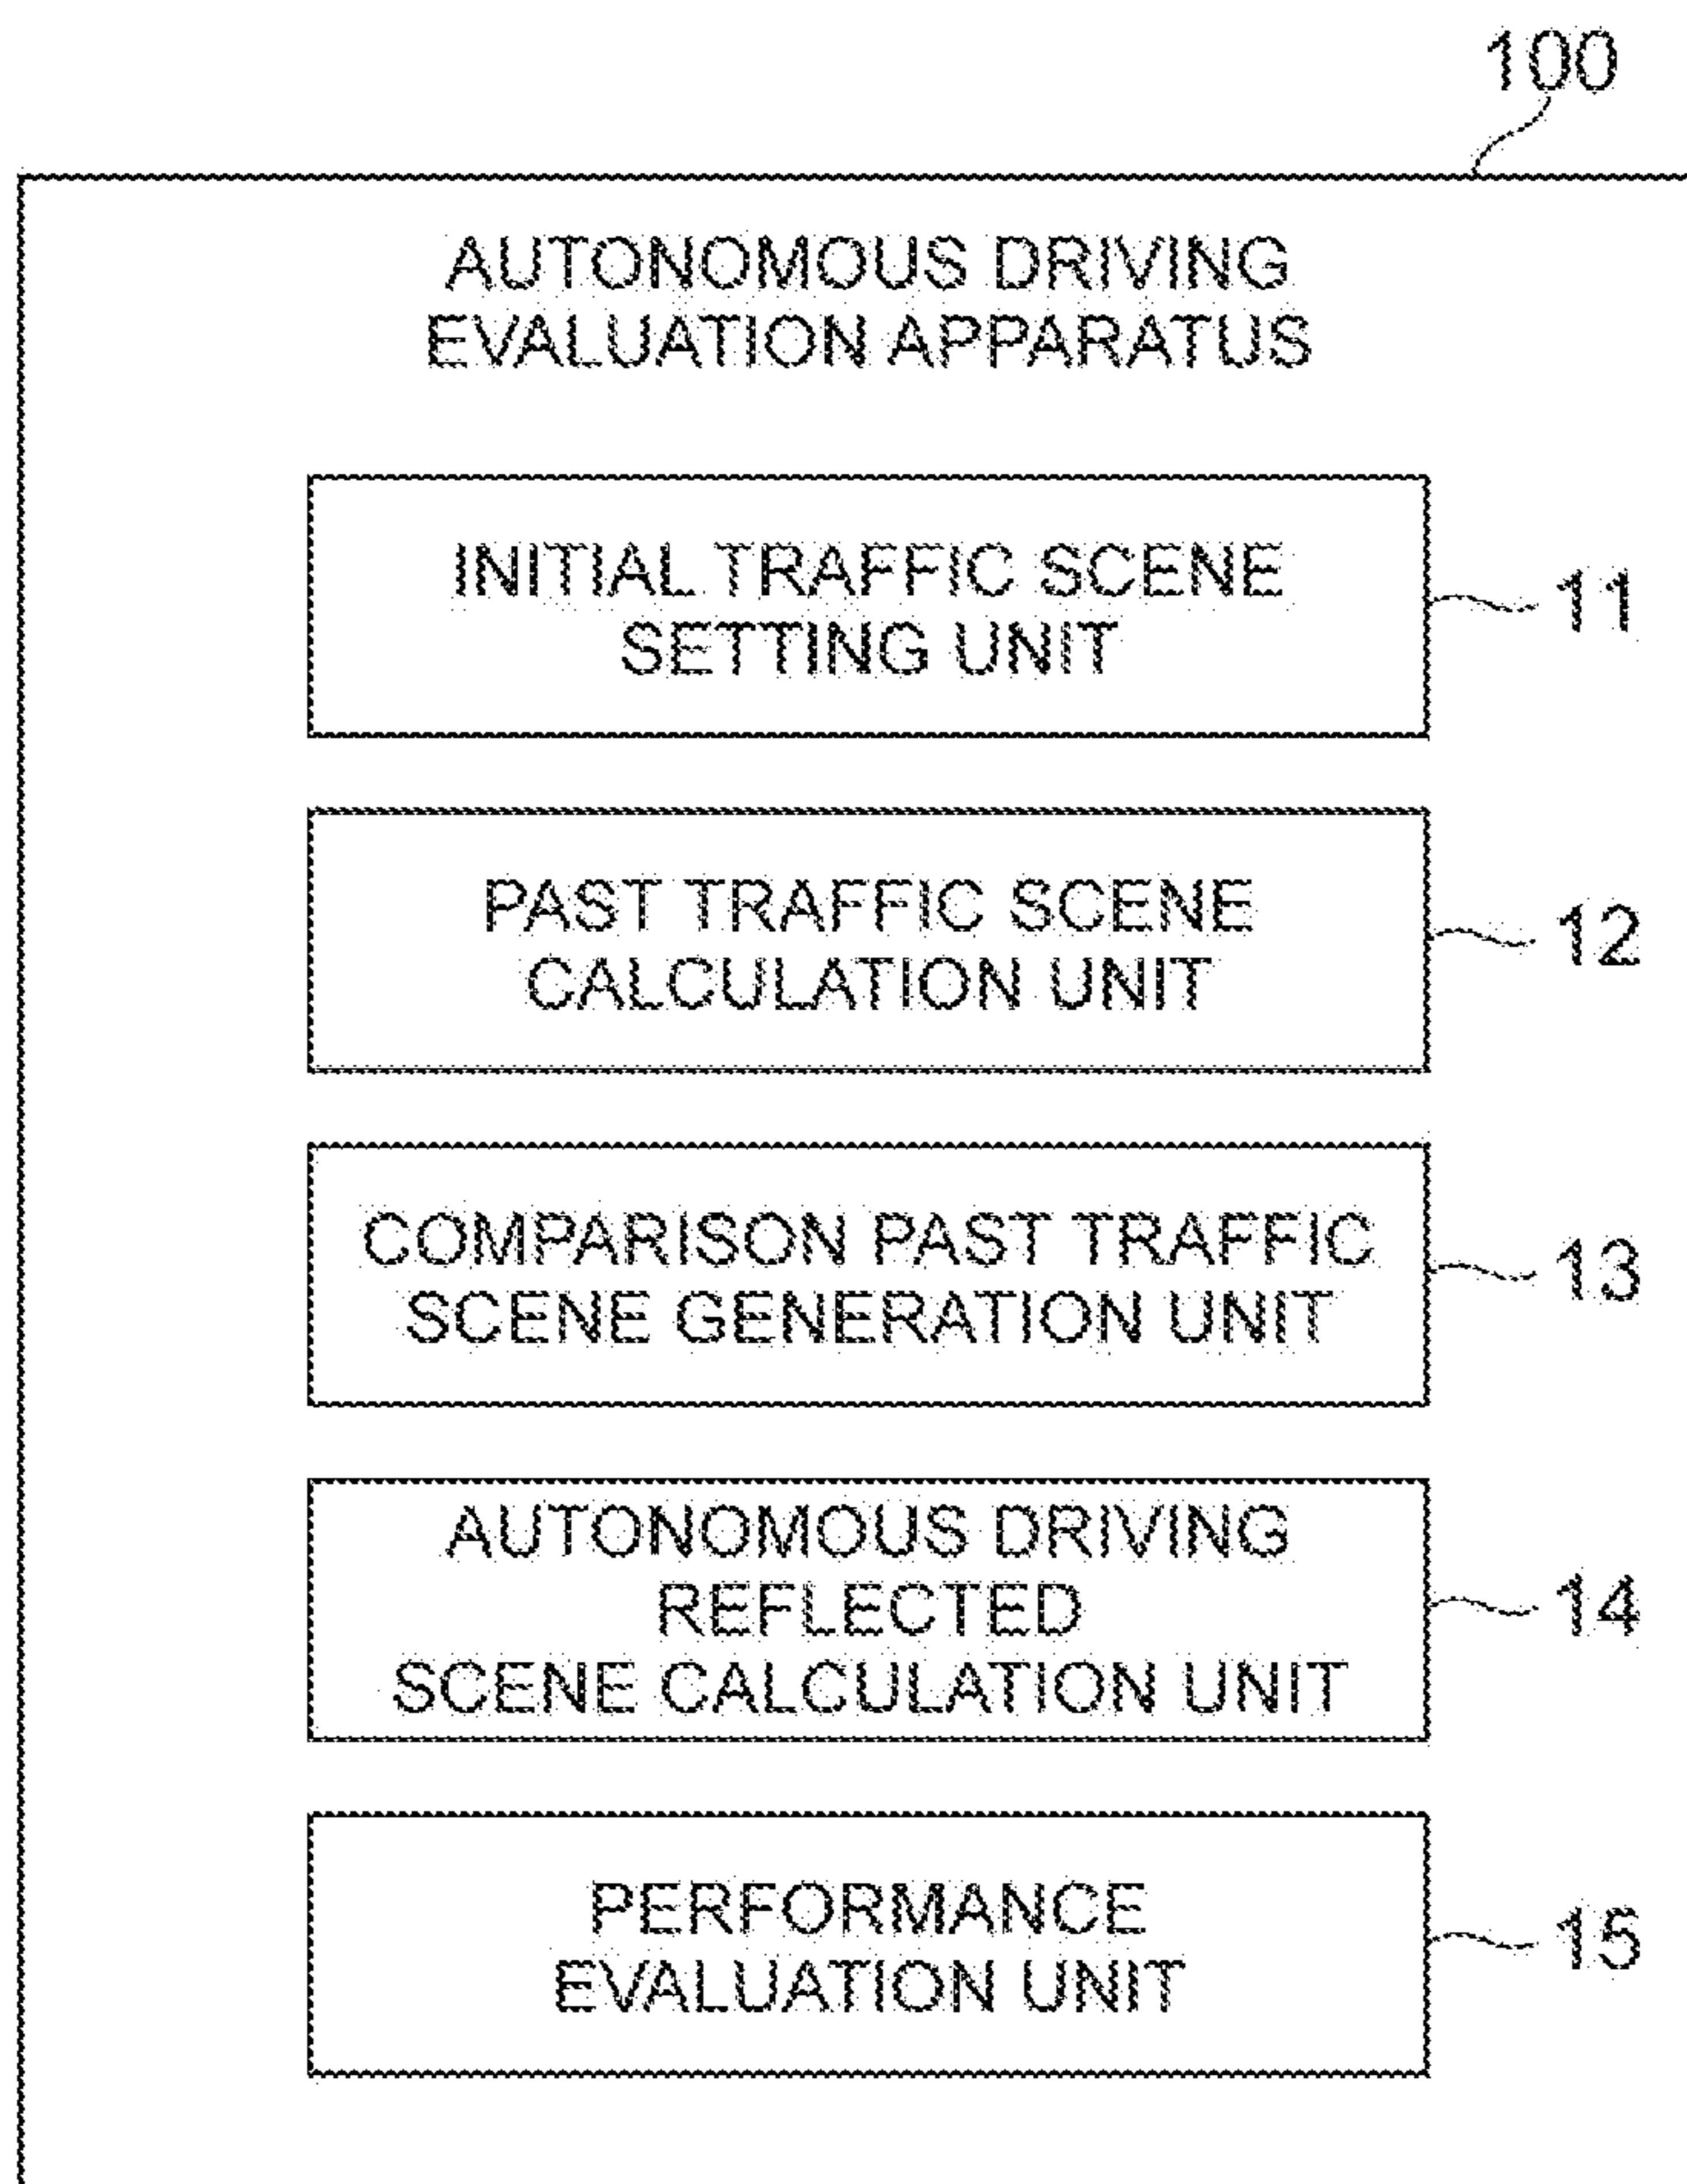 100
AUTONOMOUS DRIVING
EVALUATION APPARATUS
INITIAL TRAFFIC SCENE
SETTING UNIT
11
PAST TRAFFIC SCENE
CALCULATION UNIT
12
COMPARISON PAST TRAFFIC
SCENE GENERATION UNIT
13
AUTONOMOUS DRIVING
REFLECTED
SCENE CALCULATION UNIT
14
PERFORMANCE
EVALUATION UNIT
15